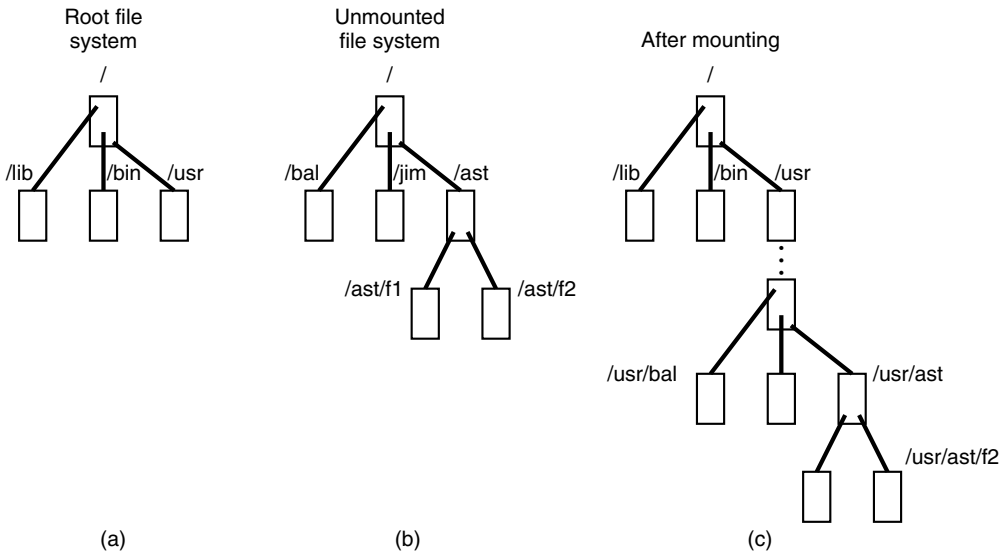 Root file
system
/
/lib
/bin
/usr
(a)
Unmounted
file system
/
/bal
/jim
/ast
/ast/f1
/ast/f2
(b)
After mounting
/
/lib
/bin
/usr
/usr/bal
/usr/ast
/usr/ast/f2
(c)